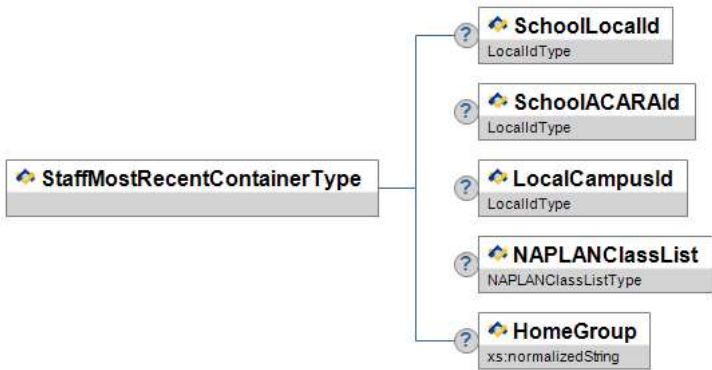 SchoolLocalId
LocalIdType
SchoolACARAId
LocalIdType
StaffMostRecentContainerType
LocalCampusId
LocalIdType
NAPLANClassList
NAPLANClassListType
HomeGroup
xs:normalizedString
?
?
?
?
?